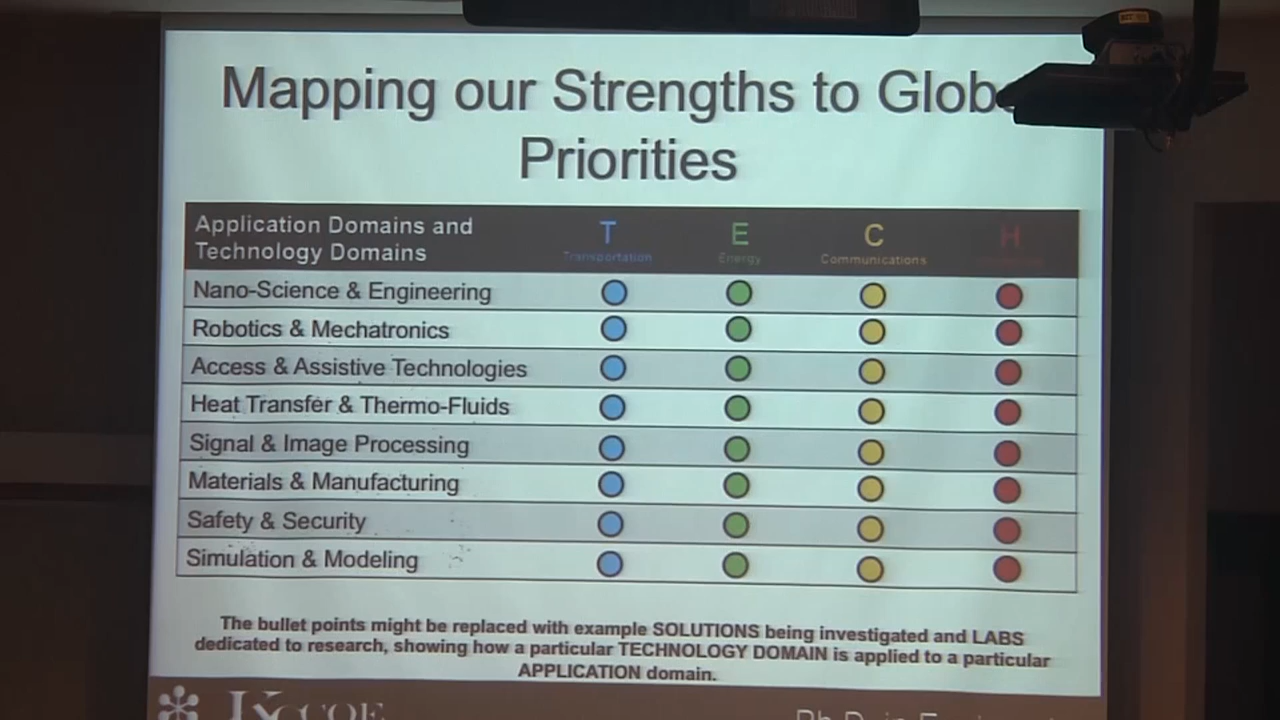 Mapping our Strengths to Glob
Priorities
Application Domains and
Technology Domains
T
Transportation
E
Energy
C
Communications
H
Nano-Science & Engineering
Robotics & Mechatronics
Access & Assistive Technologies
Heat Transfer & Thermo-Fluids
Signal & Image Processing
Materials & Manufacturing
Safety & Security
Simulation & Modeling
The bullet points might be replaced with example SOLUTIONS being investigated and LABS
dedicated to research, showing how a particular TECHNOLOGY DOMAIN is applied to a particular
APPLICATION domain.